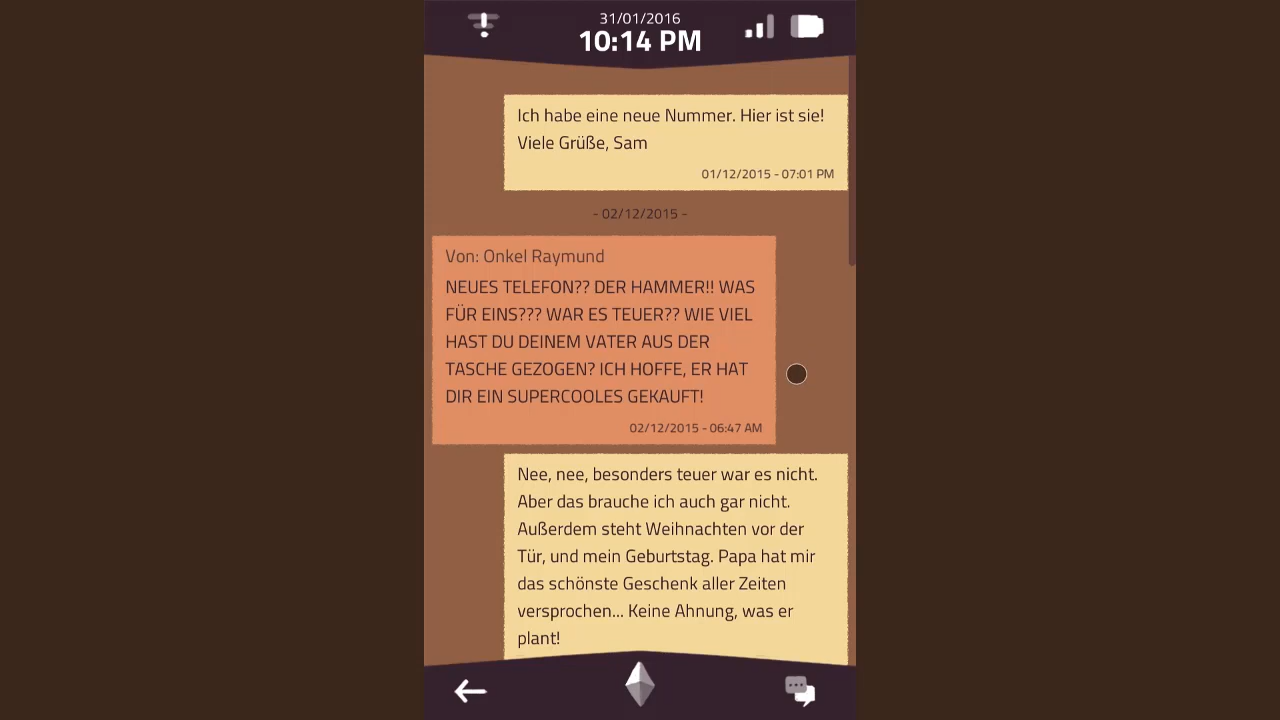 31/01/2016
10:14 PM
Ich habe eine neue Nummer. Hier ist sie!
Viele Grüße, Sam
01/12/2015 - 07:01 PM
- 02/12/2015 -
Von: Onkel Raymund
NEUES TELEFON?? DER HAMMER!! WAS
FÜR EINS??? WAR ES TEUER?? WIE VIEL
HAST DU DEINEM VATER AUS DER
TASCHE GEZOGEN? ICH HOFFE, ER HAT
DIR EIN SUPERCOOLES GEKAUFT!
02/12/2015 - 06:47 AM
Nee, nee, besonders teuer war es nicht.
Aber das brauche ich auch gar nicht.
Außerdem steht Weihnachten vor der
Tür, und mein Geburtstag. Papa hat mir
das schönste Geschenk aller Zeiten
versprochen... Keine Ahnung, was er
plant!